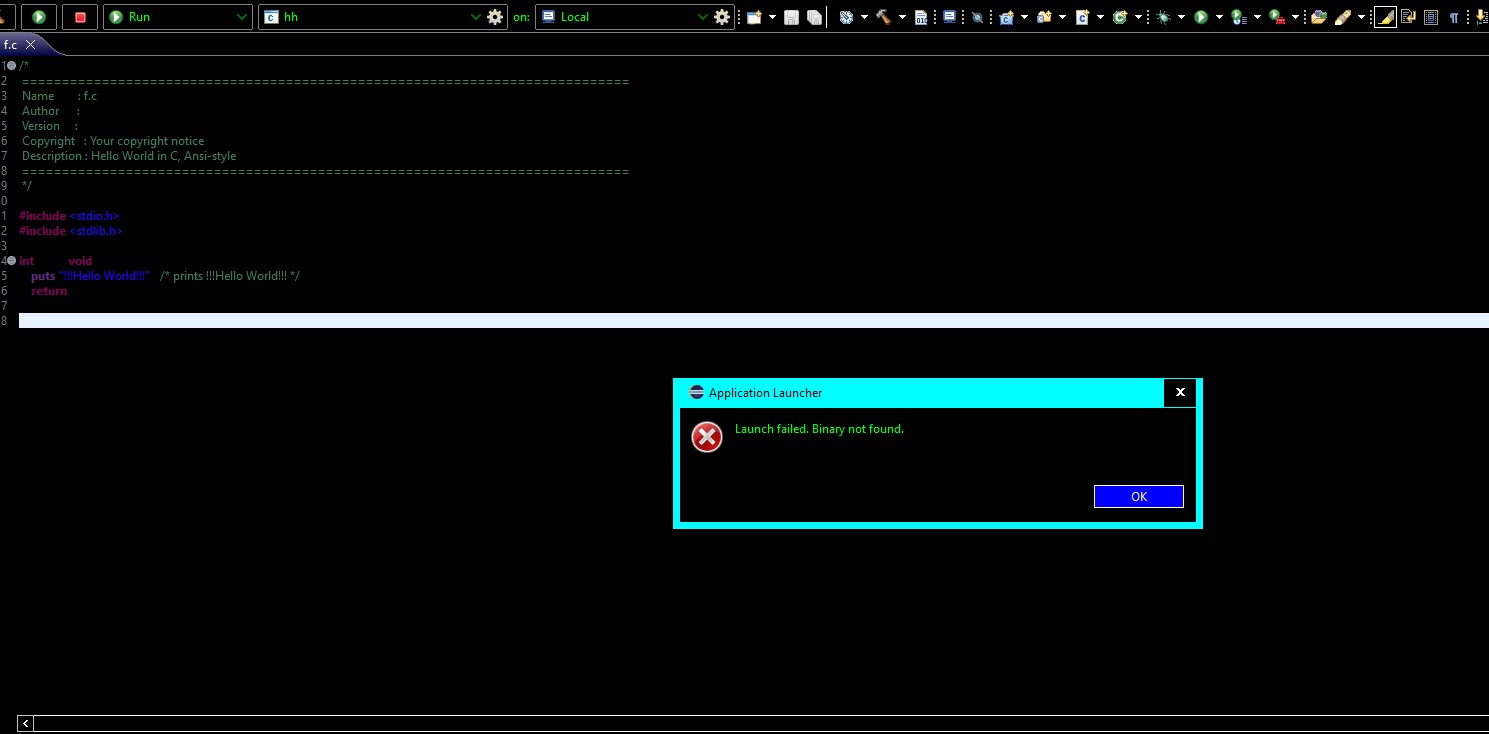 Run
hh
on:
Local
f.c
1 /*
2 =============================================================================
3 Name : f.c
4 Author :
5 Version :
6 Copyright : Your copyright notice
7 Description : Hello World in C, Ansi-style
8 =============================================================================
9 */
0
1 #include <stdio.h>
2 #include <stdlib.h>
3
4 int void
5 puts "!!!Hello World!!!" /* prints !!!Hello World!!! */
6 return
7
8
Application Launcher
Launch failed. Binary not found.
OK